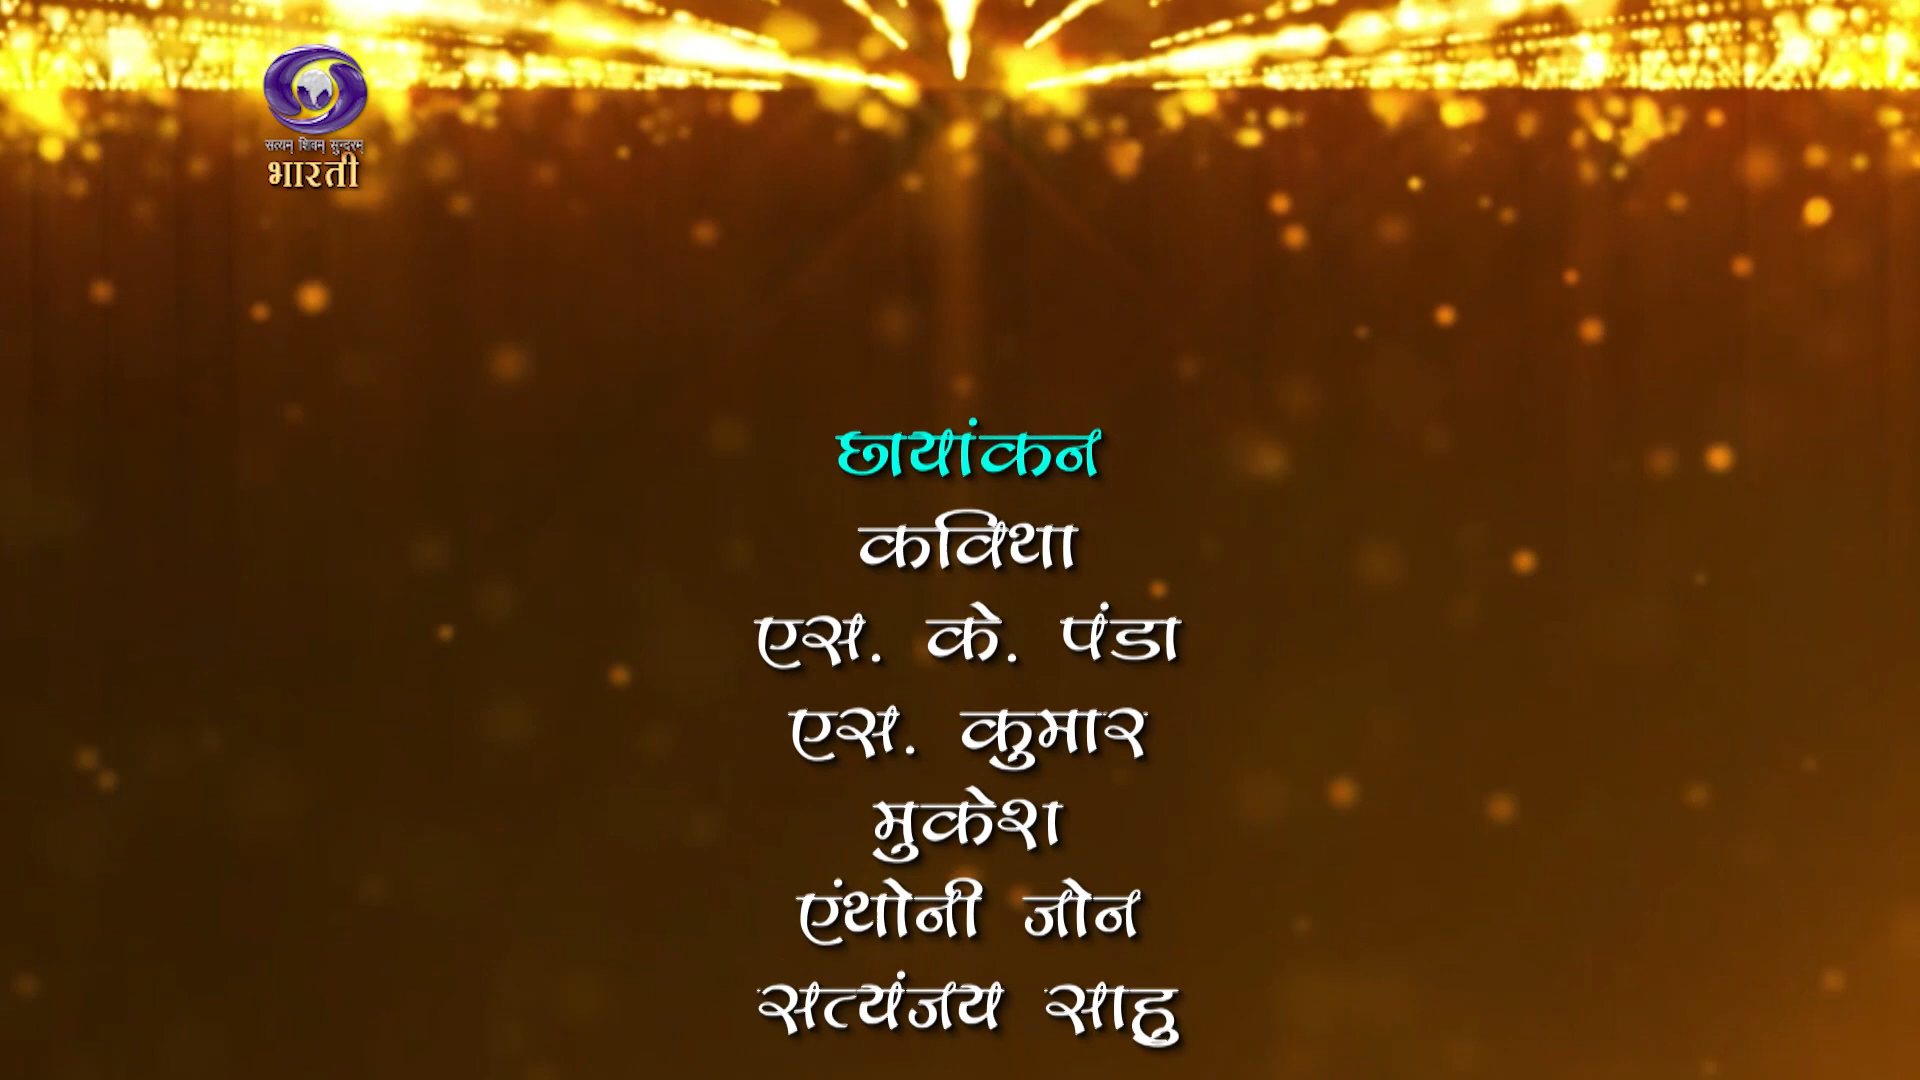 सत्यम् शिवम् सुन्दरम्
भारती
छायांकन
कविथा
एस. के. पंडा
एस. कुमार
मुकेश
एंथोनी जोन
सत्यंजय साहु